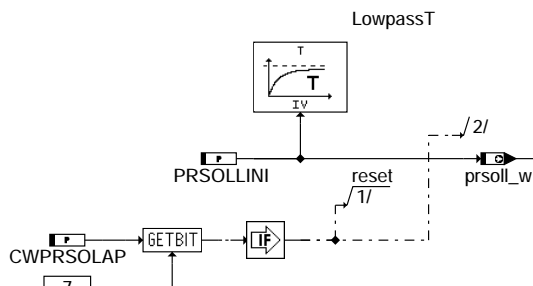 LowpassT
T
T
IV
2/
P
PRSOLLINI
prsoll_w
reset
1/
P
CWPRSOLAP
GETBIT
IF
7